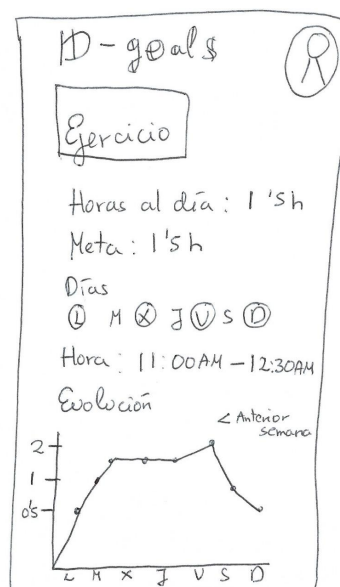 ID-goals
Ejercicio
Horas al día: 1'5h
Meta: 1'5h
Días
L M X J V S D
Hora: 11:00AM – 12:30AM
Evolución
< Anterior
semana
2
1
0'5
L M X J V S D